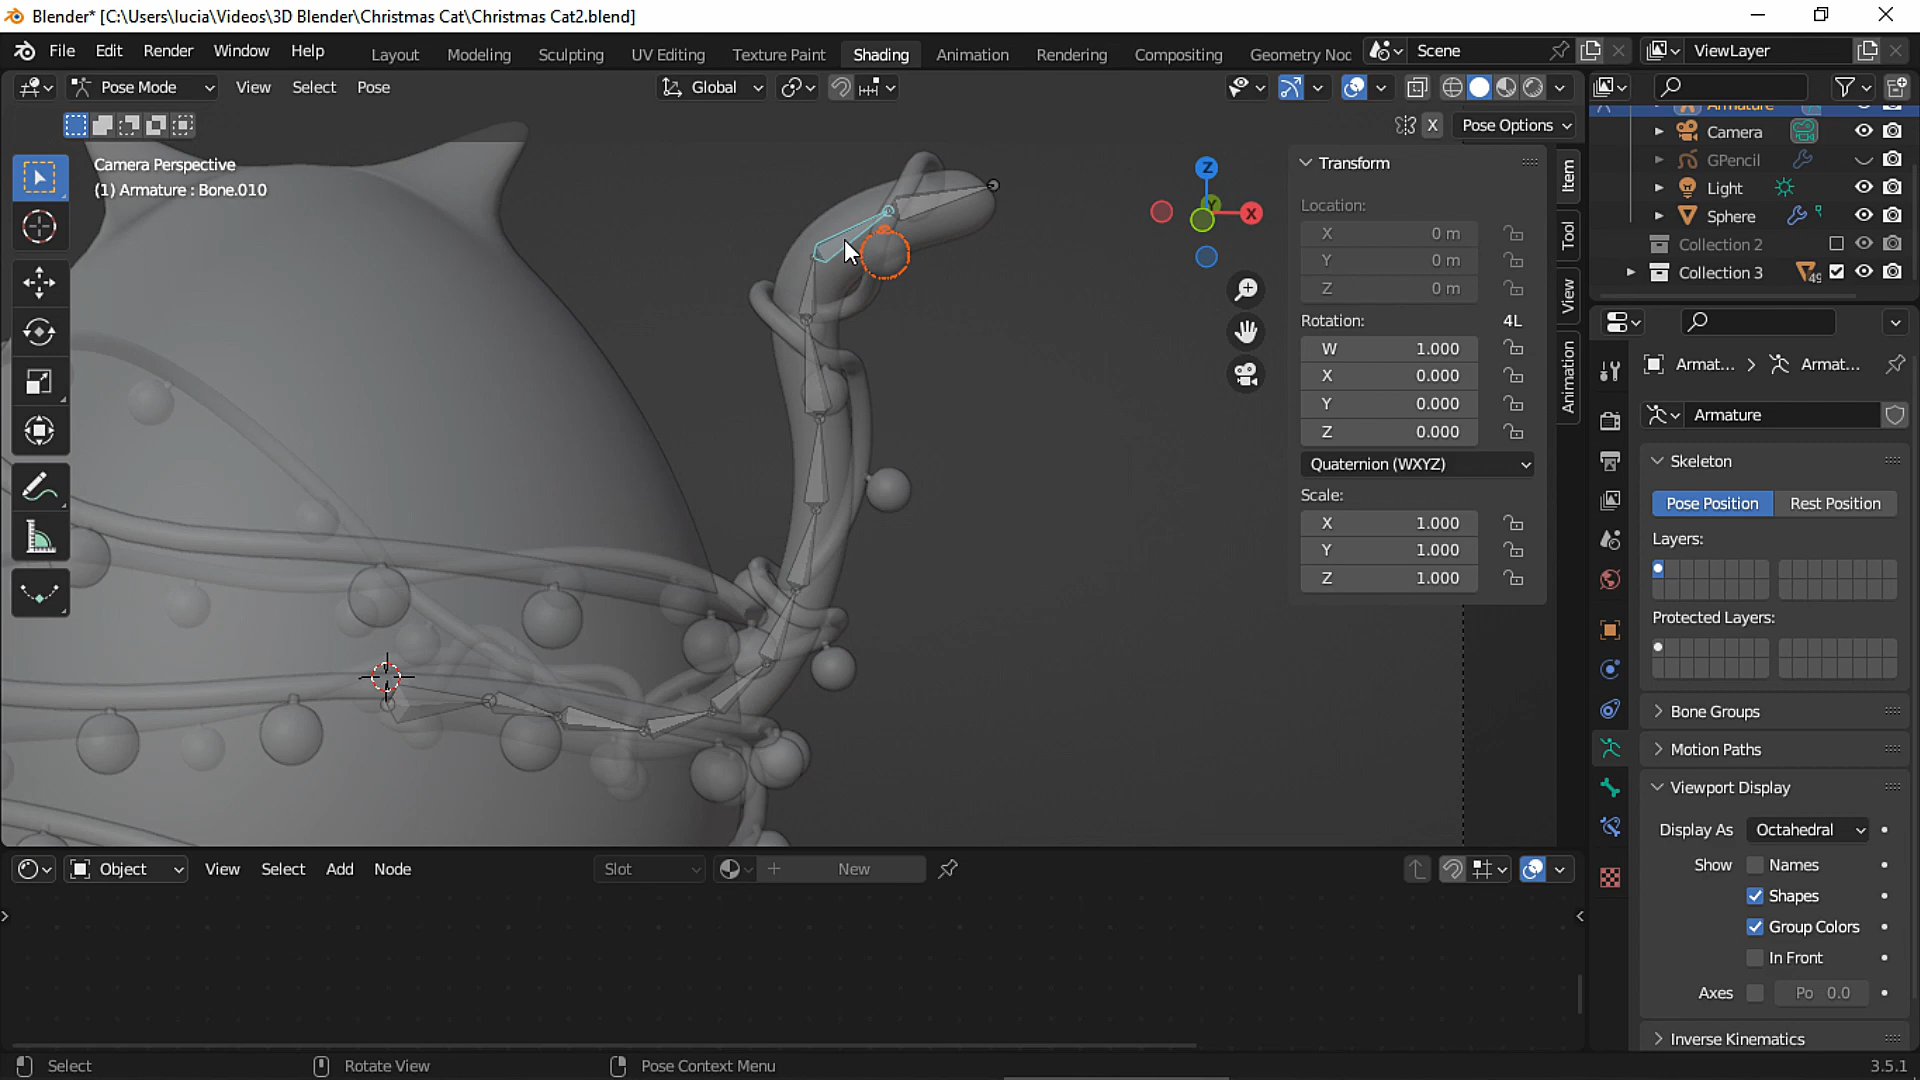 Blender* [C:\Users\lucia\Videos\3D Blender\Christmas Cat\Christmas Cat2.blend]
File Edit Render Window Help Layout Modeling Sculpting UV Editing Texture Paint Shading Animation Rendering Compositing Geometry Noc Scene ViewLayer
Pose Mode View Select Pose Global
X Pose Options
Camera Perspective
(1) Armature : Bone.010
Z
X
Y
Transform
Location:
X 0 m
Y 0 m
Z 0 m
Rotation: 4L
W 1.000
X 0.000
Y 0.000
Z 0.000
Quaternion (WXYZ)
Scale:
X 1.000
Y 1.000
Z 1.000
Item
Tool
View
Animation
Armature
Camera
GPencil
Light
Sphere
Collection 2
Collection 3 49
Armat... Armat...
Armature
Skeleton
Pose Position Rest Position
Layers:
Protected Layers:
Bone Groups
Motion Paths
Viewport Display
Display As Octahedral
Show Names
Shapes
Group Colors
In Front
Axes Po 0.0
Inverse Kinematics
Object View Select Add Node Slot New
Select Rotate View Pose Context Menu 3.5.1